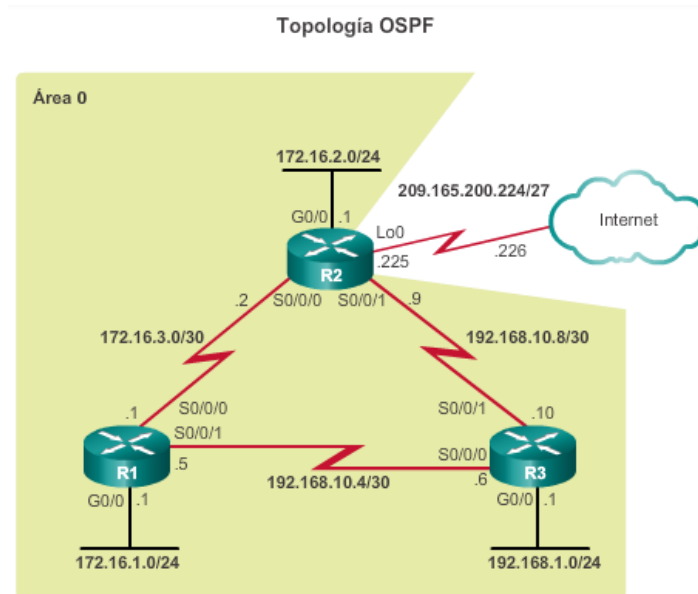 Topología OSPF
Área 0
172.16.2.0/24
209.165.200.224/27
G0/0 .1
Internet
Lo0
.225
.226
R2
.2 S0/0/0 S0/0/1 .9
172.16.3.0/30
192.168.10.8/30
.1 S0/0/0
S0/0/1 .10
S0/0/1
S0/0/0
R1
.5
R3
192.168.10.4/30
.6
G0/0 .1
G0/0 .1
172.16.1.0/24
192.168.1.0/24